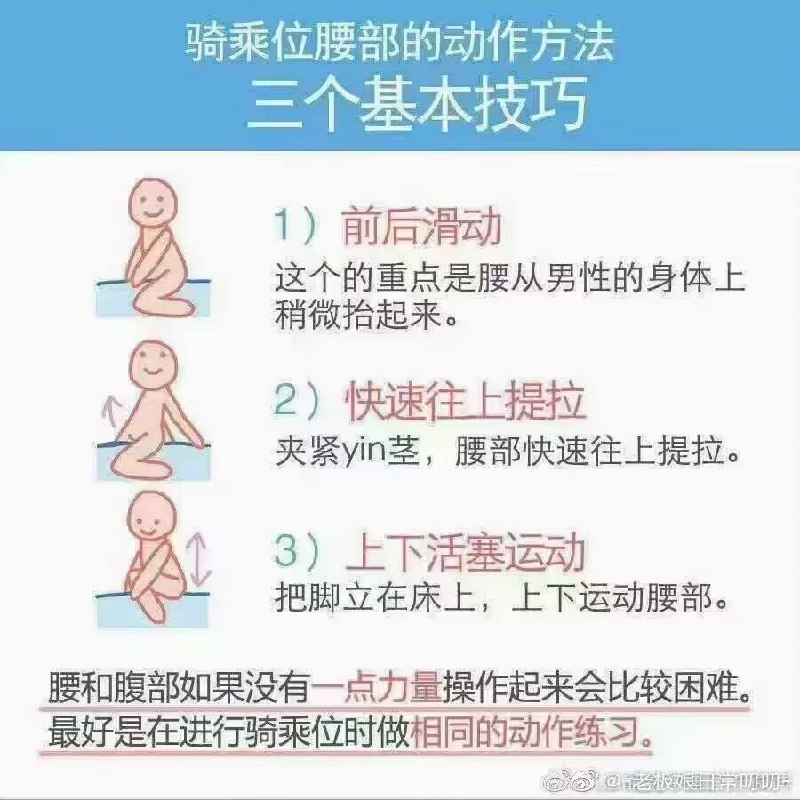 骑乘位腰部的动作方法
三个基本技巧
1）前后滑动
这个的重点是腰从男性的身体上
稍微抬起来。
2）快速往上提拉
夹紧yin茎，腰部快速往上提拉。
3）上下活塞运动
把脚立在床上，上下运动腰部。
腰和腹部如果没有一点力量操作起来会比较困难。
最好是在进行骑乘位时做相同的动作练习。